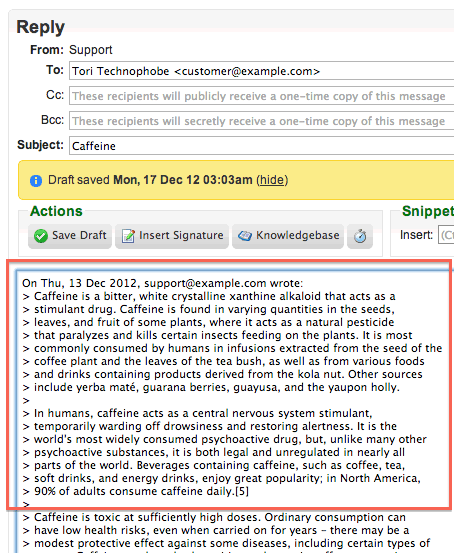 Reply
From: Support
To: Tori Technophobe <customer@example.com>
Cc: These recipients will publicly receive a one-time copy of this message
Bcc: These recipients will secretly receive a one-time copy of this message
Subject: Caffeine
Draft saved Mon, 17 Dec 12 03:03am (hide)
Actions
Snippet
Save Draft
Insert Signature
Knowledgebase
Insert: (Cu
On Thu, 13 Dec 2012, support@example.com wrote:
> Caffeine is a bitter, white crystalline xanthine alkaloid that acts as a
> stimulant drug. Caffeine is found in varying quantities in the seeds,
> leaves, and fruit of some plants, where it acts as a natural pesticide
> that paralyzes and kills certain insects feeding on the plants. It is most
> commonly consumed by humans in infusions extracted from the seed of the
> coffee plant and the leaves of the tea bush, as well as from various foods
> and drinks containing products derived from the kola nut. Other sources
> include yerba maté, guarana berries, guayusa, and the yaupon holly.
>
> In humans, caffeine acts as a central nervous system stimulant,
> temporarily warding off drowsiness and restoring alertness. It is the
> world's most widely consumed psychoactive drug, but, unlike many other
> psychoactive substances, it is both legal and unregulated in nearly all
> parts of the world. Beverages containing caffeine, such as coffee, tea,
> soft drinks, and energy drinks, enjoy great popularity; in North America,
> 90% of adults consume caffeine daily.[5]
>
> Caffeine is toxic at sufficiently high doses. Ordinary consumption can
> have low health risks, even when carried on for years - there may be a
> modest protective effect against some diseases, including certain types of